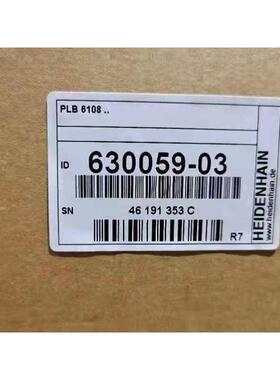 PLB 6108 ..
ID 630059-03
SN 46 191 353 C
R7
HEIDENHAIN
www.heidenhain.de